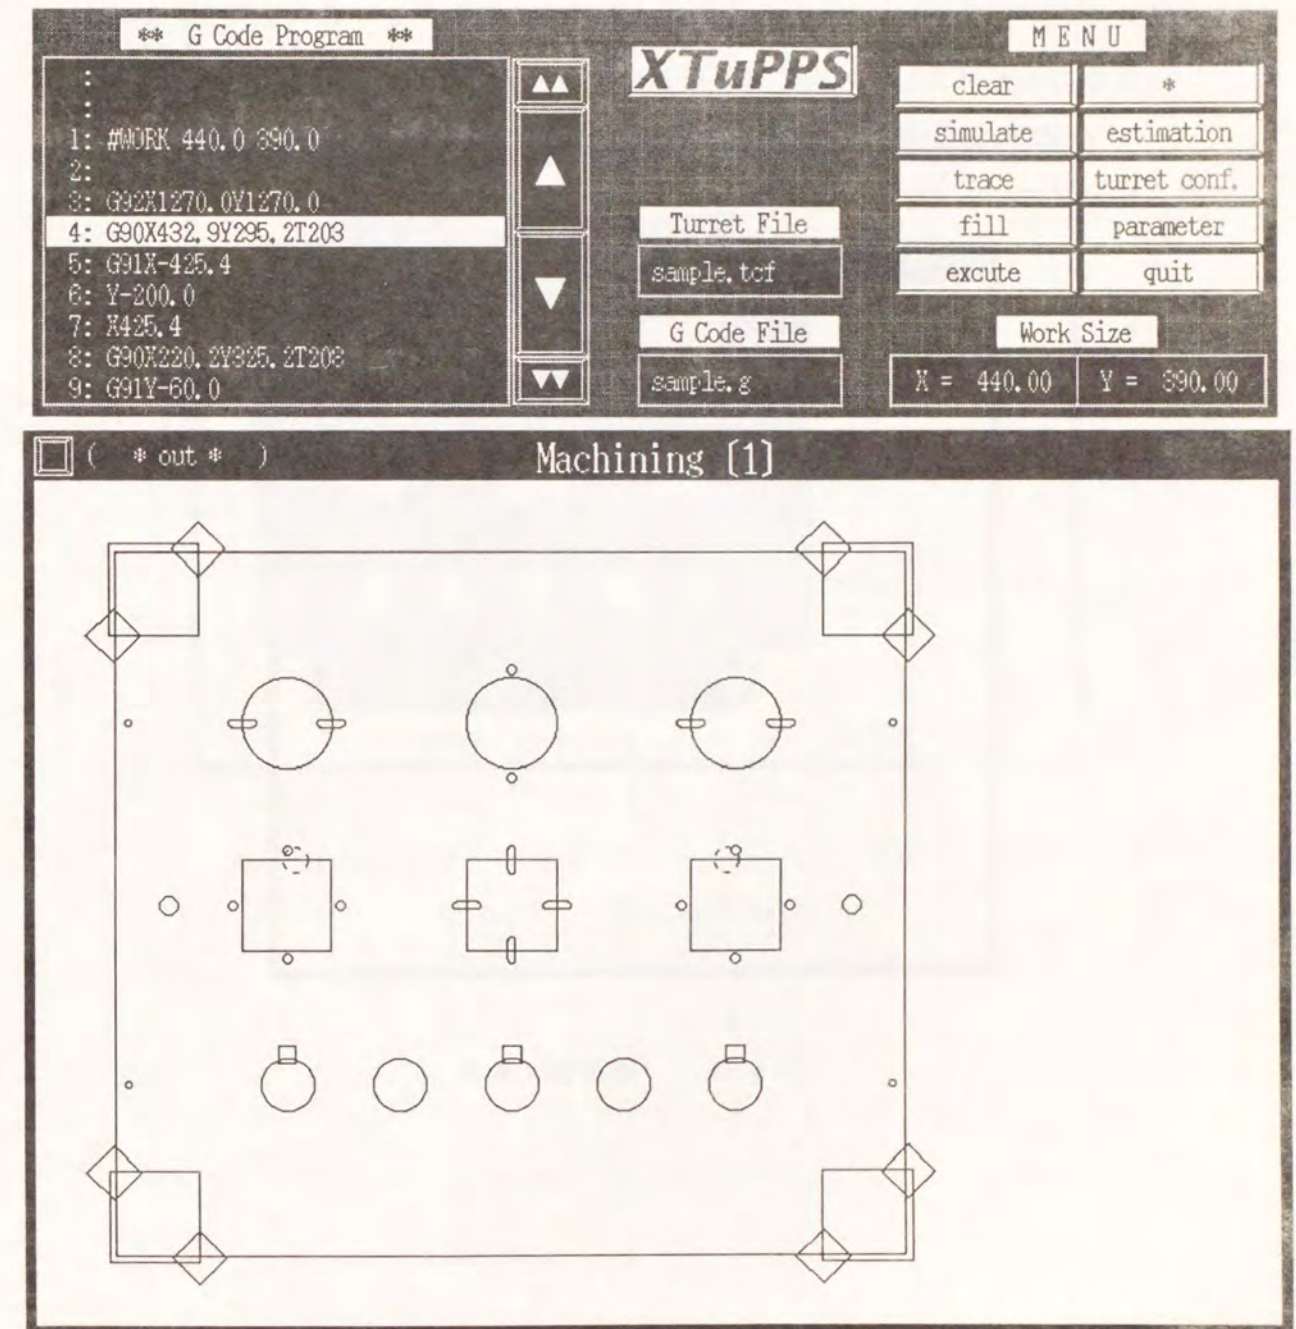 ** G Code Program **
:
:
1: #WORK 440.0 390.0
2:
3: G92X1270.0Y1270.0
4: G90X432.9Y295.2T203
5: G91X-425.4
6: Y-200.0
7: X425.4
8: G90X220.2Y325.2T208
9: G91Y-60.0
XTuPPS
Turret File
sample.tcf
G Code File
sample.g
MENU
clear
*
simulate
estimation
trace
turret conf.
fill
parameter
excute
quit
Work Size
X = 440.00
Y = 390.00
( * out * )
Machining [1]